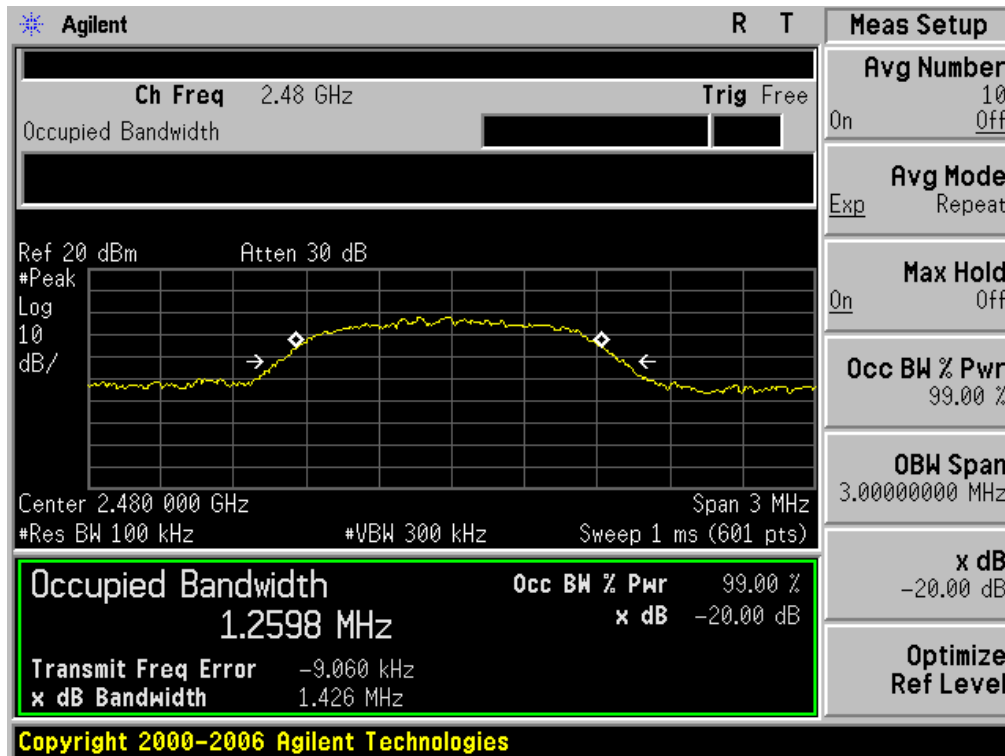 Agilent R T
Ch Freq 2.48 GHz Trig Free
Occupied Bandwidth
Ref 20 dBm Atten 30 dB
#Peak
Log
10
dB/
Center 2.480 000 GHz Span 3 MHz
#Res BW 100 kHz #VBW 300 kHz Sweep 1 ms (601 pts)
Occupied Bandwidth Occ BW % Pwr 99.00 %
1.2598 MHz x dB -20.00 dB
Transmit Freq Error -9.060 kHz
x dB Bandwidth 1.426 MHz
Copyright 2000-2006 Agilent Technologies
Meas Setup
Avg Number
10
On Off
Avg Mode
Exp Repeat
Max Hold
On Off
Occ BW % Pwr
99.00 %
OBW Span
3.00000000 MHz
x dB
-20.00 dB
Optimize
Ref Level